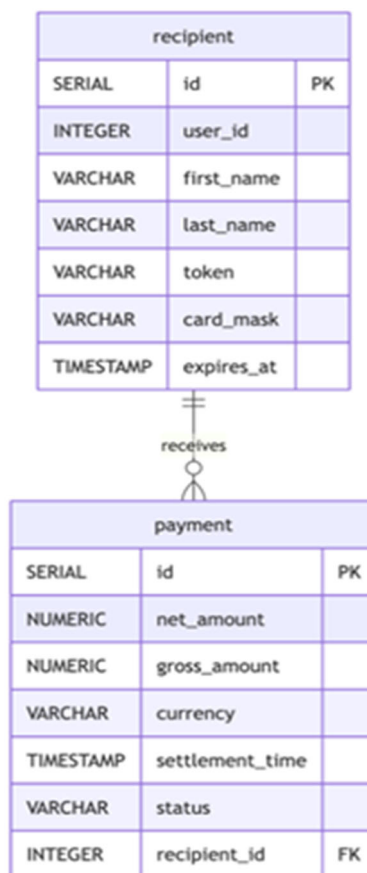 recipient
SERIAL id PK
INTEGER user_id
VARCHAR first_name
VARCHAR last_name
VARCHAR token
VARCHAR card_mask
TIMESTAMP expires_at
receives
payment
SERIAL id PK
NUMERIC net_amount
NUMERIC gross_amount
VARCHAR currency
TIMESTAMP settlement_time
VARCHAR status
INTEGER recipient_id FK